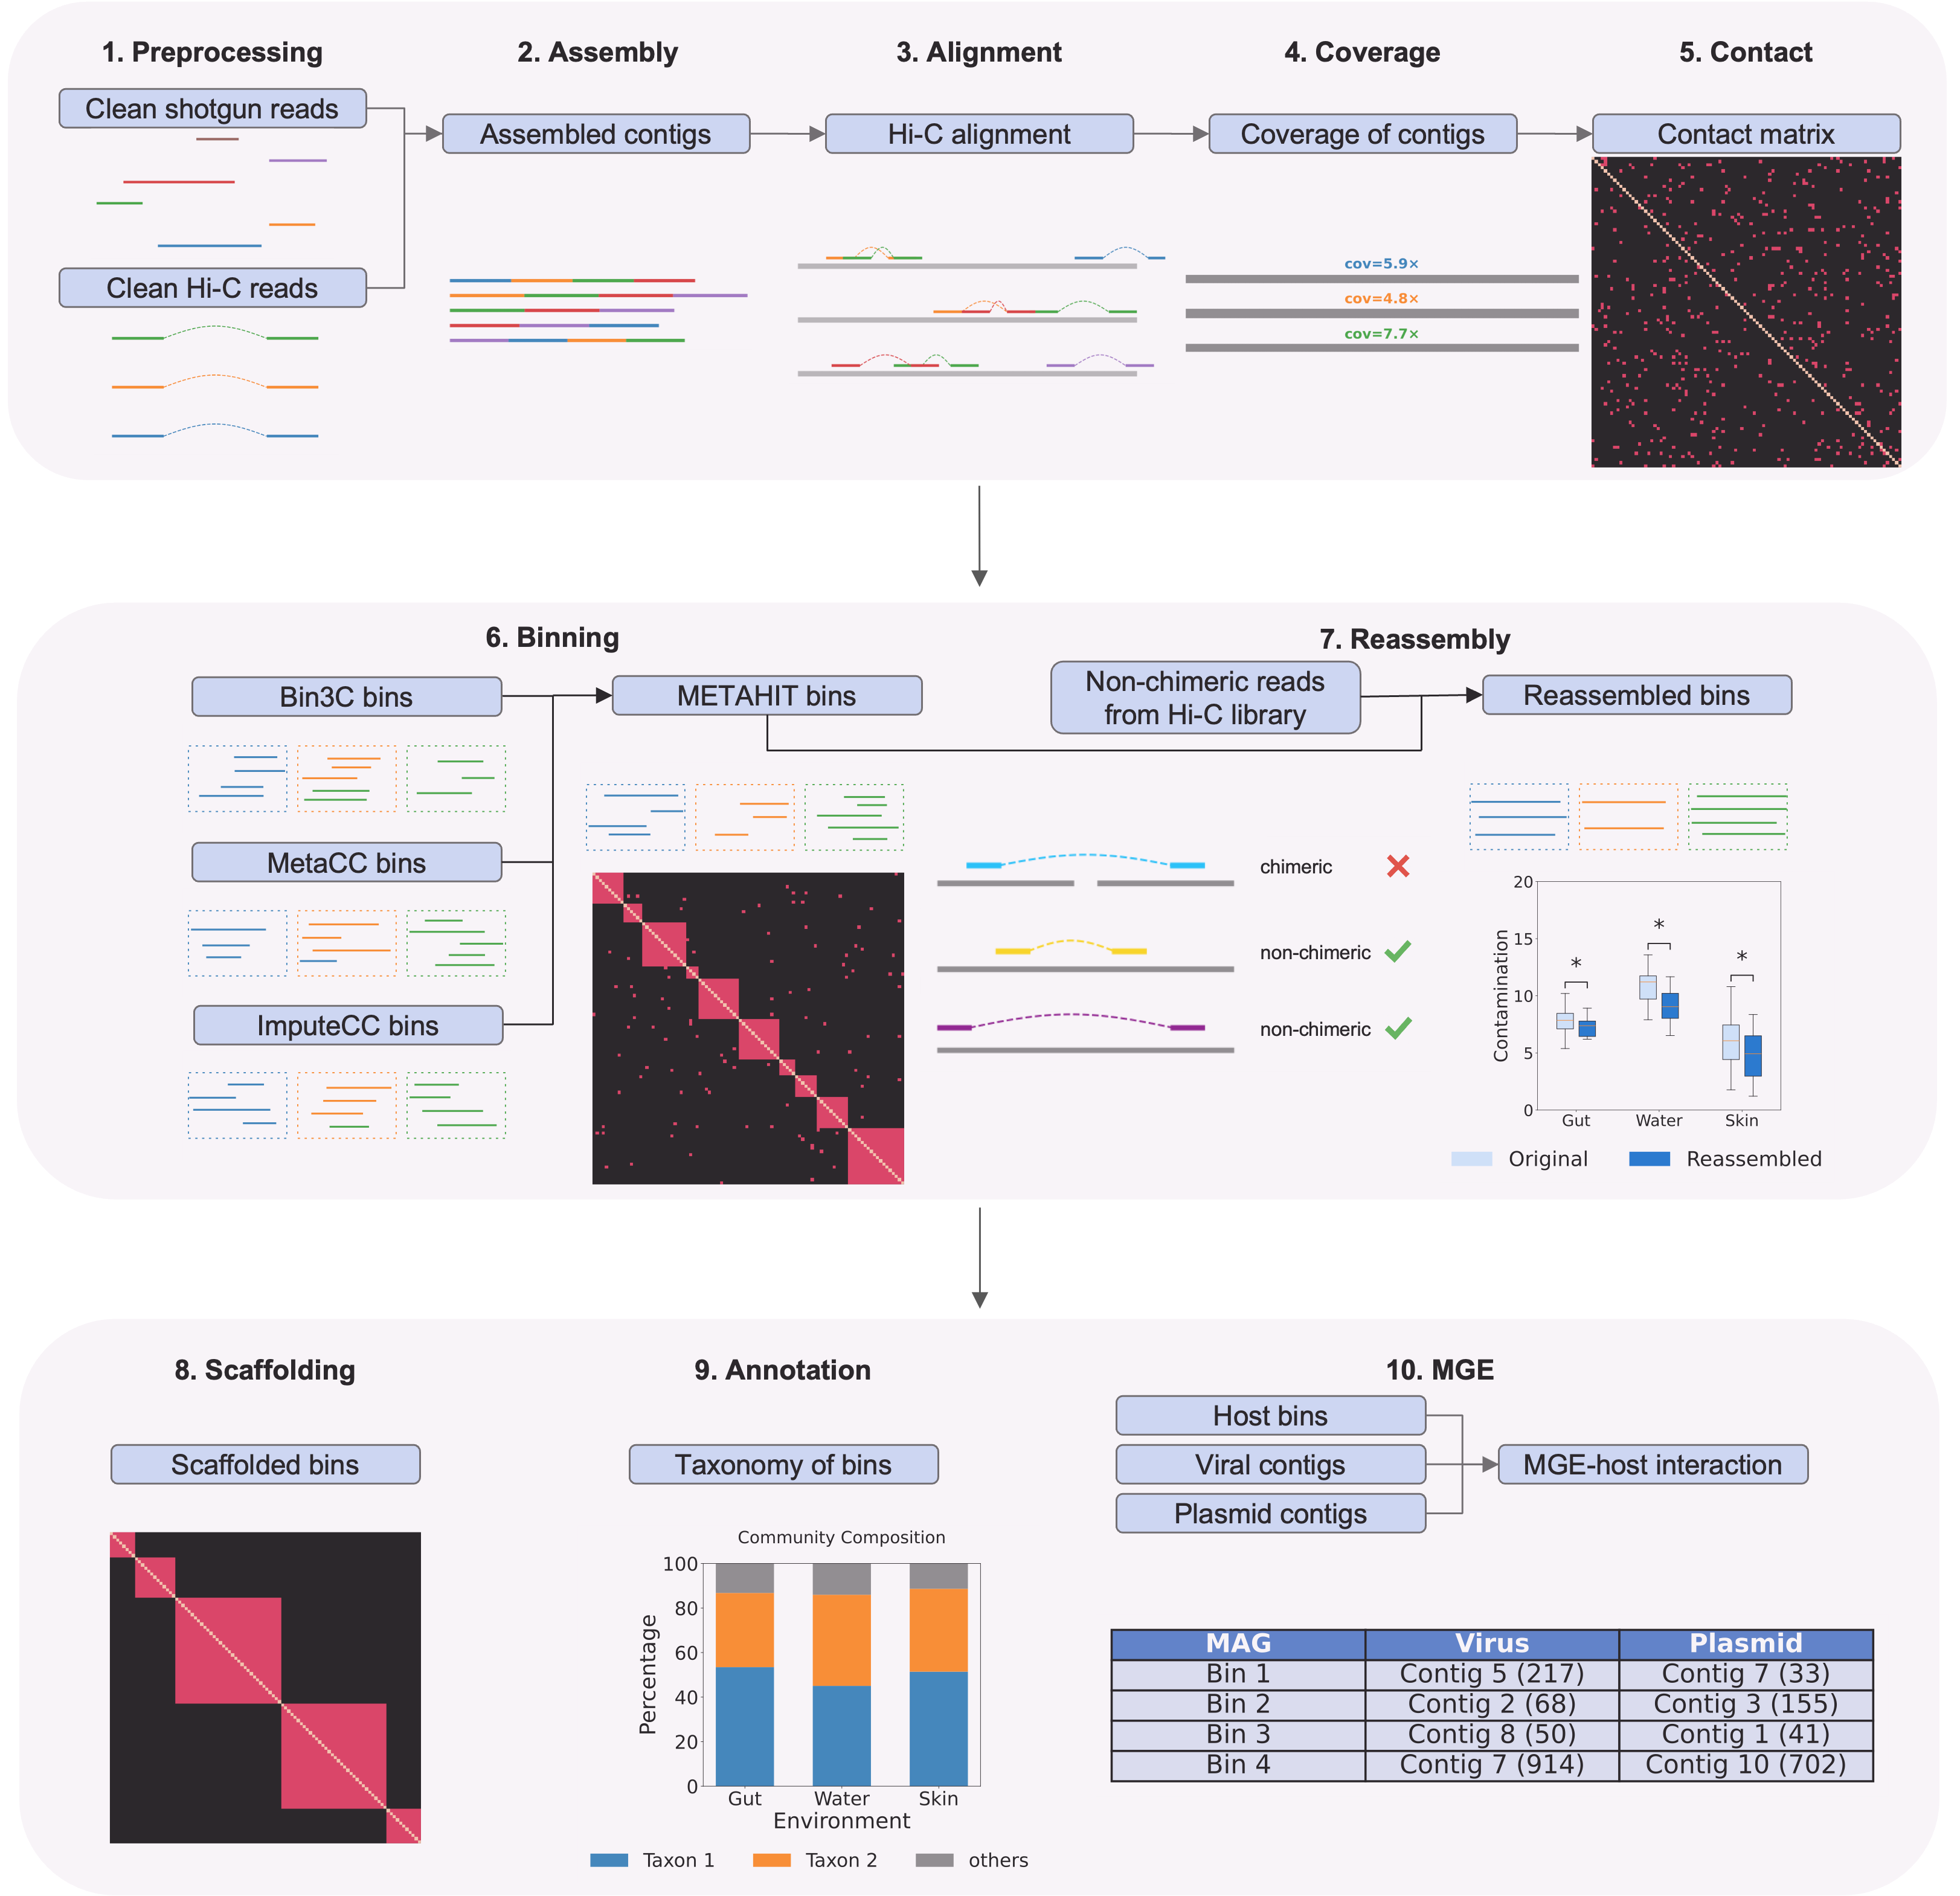 1. Preprocessing
2. Assembly
3. Alignment
4. Coverage
5. Contact
Clean shotgun reads
Assembled contigs
Hi-C alignment
Coverage of contigs
Contact matrix
Clean Hi-C reads
cov=5.9×
cov=4.8×
cov=7.7×
6. Binning
7. Reassembly
Bin3C bins
METAHIT bins
Non-chimeric reads
from Hi-C library
Reassembled bins
MetaCC bins
ImputeCC bins
chimeric
non-chimeric
non-chimeric
Contamination
20
15
10
5
0
*
*
*
Gut
Water
Skin
Original
Reassembled
8. Scaffolding
9. Annotation
10. MGE
Scaffolded bins
Taxonomy of bins
Host bins
Viral contigs
Plasmid contigs
MGE-host interaction
Community Composition
Percentage
100
80
60
40
20
0
Gut
Water
Skin
Environment
Taxon 1
Taxon 2
others
MAG Virus Plasmid
Bin 1 Contig 5 (217) Contig 7 (33)
Bin 2 Contig 2 (68) Contig 3 (155)
Bin 3 Contig 8 (50) Contig 1 (41)
Bin 4 Contig 7 (914) Contig 10 (702)